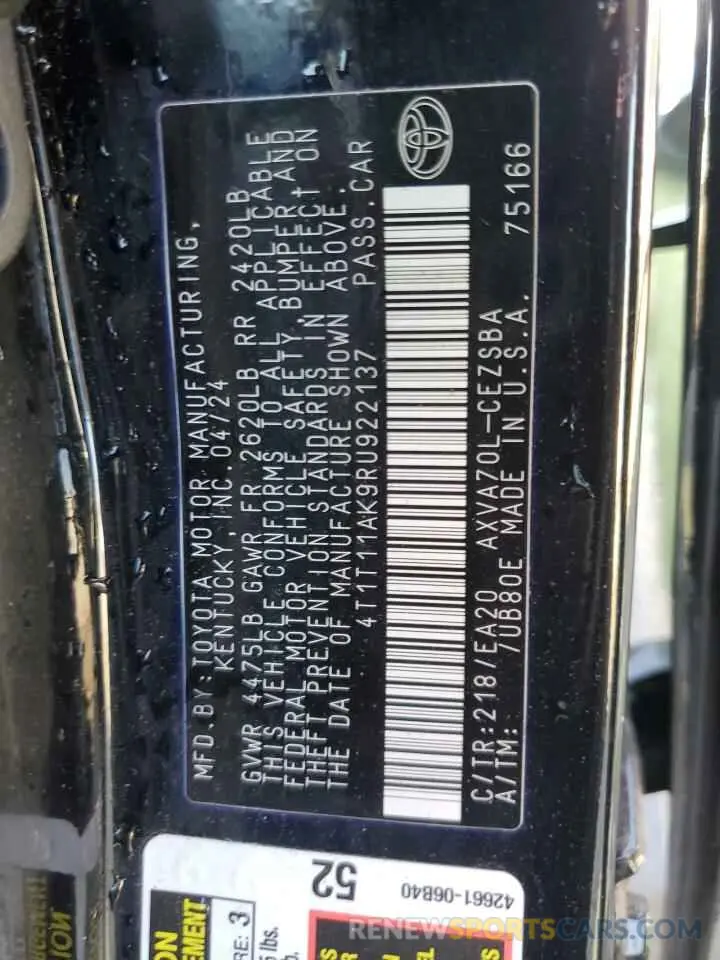 MFD.BY:TOYOTA MOTOR MANUFACTURING,
KENTUCKY, INC.04/24
GVWR 4475LB GAWR FR 2620LB RR 2420LB
THIS VEHICLE CONFORMS TO ALL APPLICABLE
FEDERAL MOTOR VEHICLE SAFETY, BUMPER AND
THEFT PREVENTION STANDARDS IN EFFECT ON
THE DATE OF MANUFACTURE SHOWN ABOVE.
4T1T11AK9RU922137 PASS.CAR
C/TR:218/EA20 AXVA70L-CEZSBA
A/TM: 7UB80E MADE IN U.S.A. 75166
52
42661-06B40
3
lbs.
RENEWSPORTSCARS.COM